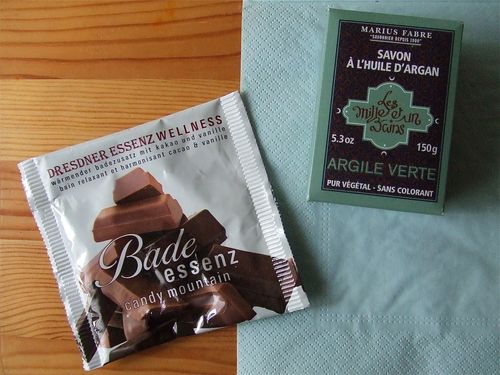 DRESDNER ESSENZ WELLNESS
wärmender badezusatz mit kakao und vanille
bain relaxant et harmonisant cacao & vanille
Bade
essenz
candy mountain
MARIUS FABRE
"SAVONNIER DEPUIS 1900"
SAVON
À L'HUILE D'ARGAN
Les
Mille et un
Bains
5.3 oz
150g
ARGILE VERTE
PUR VÉGÉTAL - SANS COLORANT